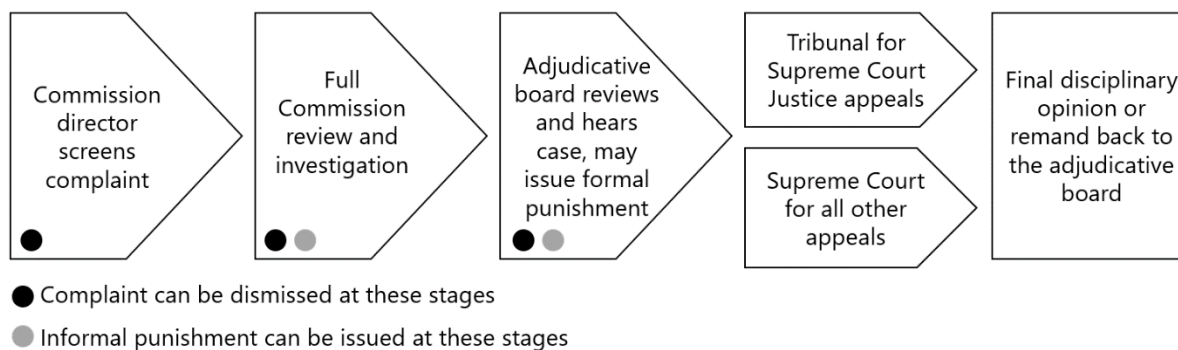 Commission
director
screens
complaint
Full
Commission
review and
investigation
Adjudicative
board reviews
and hears
case, may
issue formal
punishment
Tribunal for
Supreme Court
Justice appeals
Supreme Court
for all other
appeals
Final disciplinary
opinion or
remand back to
the adjudicative
board
Complaint can be dismissed at these stages
Informal punishment can be issued at these stages